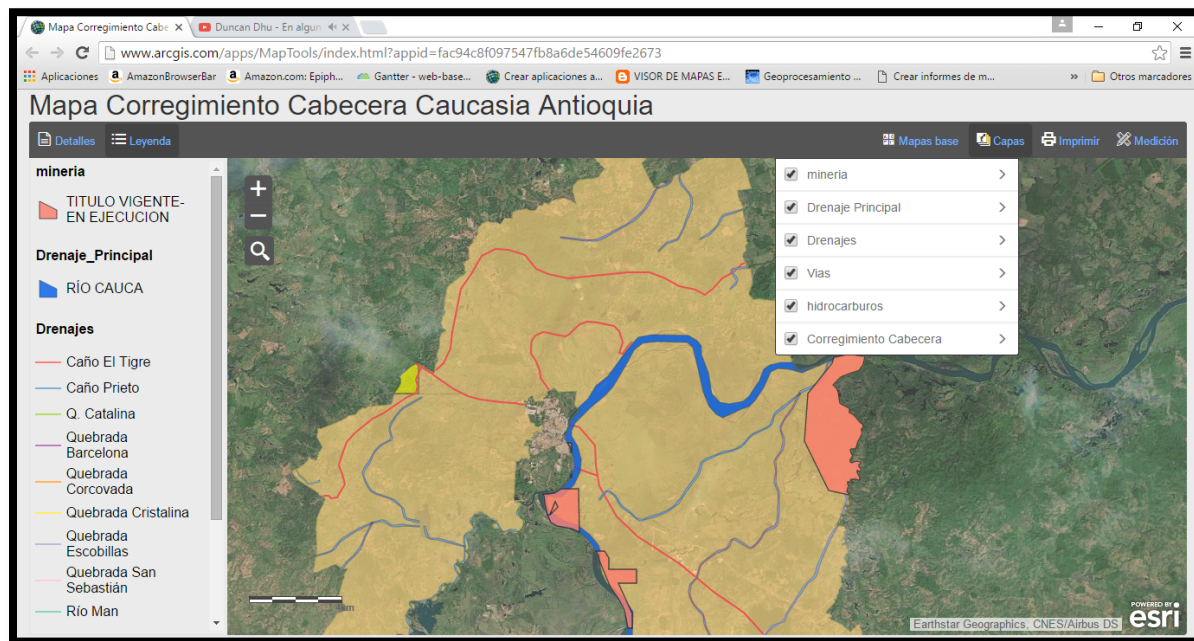 Mapa Corregimiento Cabe
Duncan Dhu - En algun
www.arcgis.com/apps/MapTools/index.html?appid=fac94c8f097547fb8a6de54609fe2673
Aplicaciones AmazonBrowserBar Amazon.com: Epiph... Gantter - web-base... Crear aplicaciones a... VISOR DE MAPAS E... Geoprocesamiento ... Crear informes de m... » Otros marcadores
Mapa Corregimiento Cabecera Caucasia Antioquia
Detalles Leyenda Mapas base Capas Imprimir Medición
mineria
TITULO VIGENTE-
EN EJECUCION
Drenaje_Principal
RÍO CAUCA
Drenajes
Caño El Tigre
Caño Prieto
Q. Catalina
Quebrada
Barcelona
Quebrada
Corcovada
Quebrada Cristalina
Quebrada
Escobillas
Quebrada San
Sebastián
Río Man
mineria
Drenaje Principal
Drenajes
Vias
hidrocarburos
Corregimiento Cabecera
Earthstar Geographics, CNES/Airbus DS
POWERED BY
esri